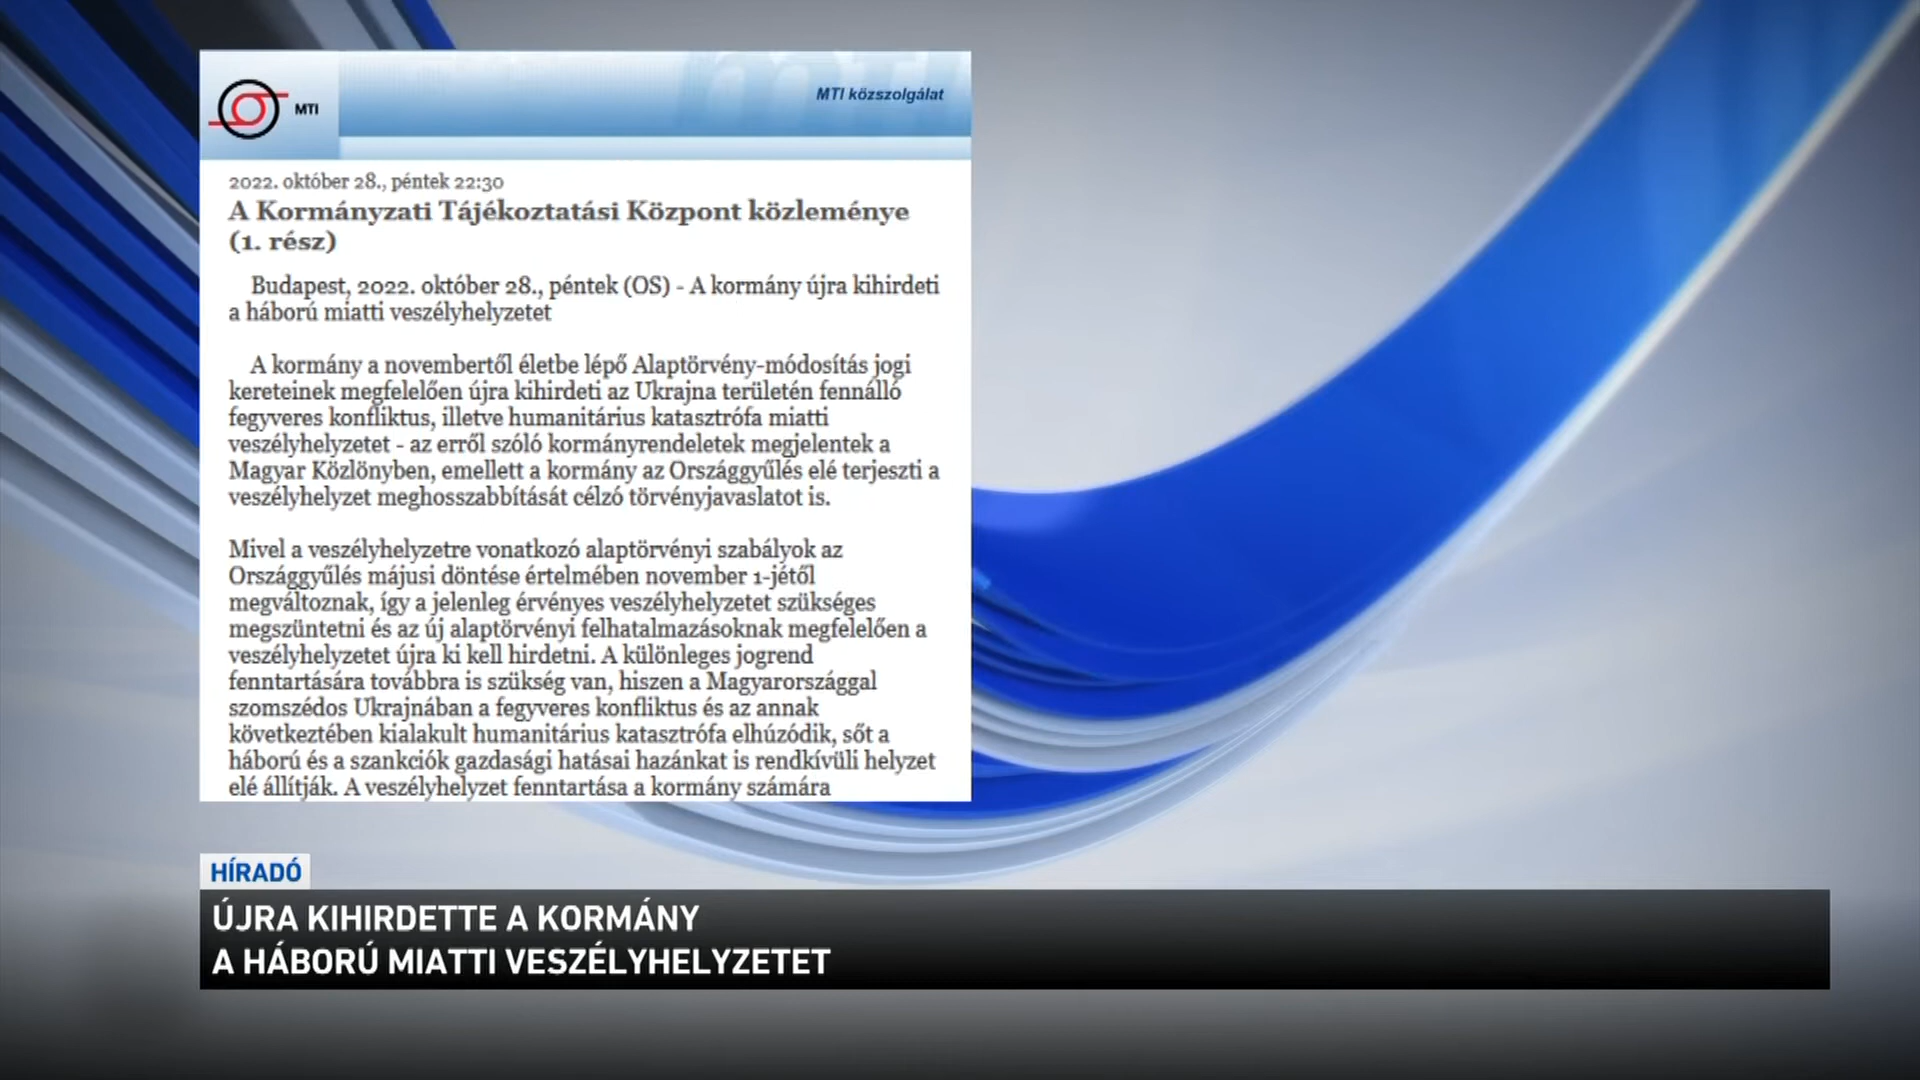 MTI
MTI közszolgálat
2022. október 28., péntek 22:30
A Kormányzati Tájékoztatási Központ közleménye
(1. rész)
Budapest, 2022. október 28., péntek (OS) - A kormány újra kihirdeti
a háború miatti veszélyhelyzetet
A kormány a novembertől életbe lépő Alaptörvény-módosítás jogi
kereteinek megfelelően újra kihirdeti az Ukrajna területén fennálló
fegyveres konfliktus, illetve humanitárius katasztrófa miatti
veszélyhelyzetet - az erről szóló kormányrendeletek megjelentek a
Magyar Közlönyben, emellett a kormány az Országgyűlés elé terjeszti a
veszélyhelyzet meghosszabbítását célzó törvényjavaslatot is.
Mivel a veszélyhelyzetre vonatkozó alaptörvényi szabályok az
Országgyűlés májusi döntése értelmében november 1-jétől
megváltoznak, így a jelenleg érvényes veszélyhelyzetet szükséges
megszüntetni és az új alaptörvényi felhatalmazásoknak megfelelően a
veszélyhelyzetet újra ki kell hirdetni. A különleges jogrend
fenntartására továbbra is szükség van, hiszen a Magyarországgal
szomszédos Ukrajnában a fegyveres konfliktus és az annak
következtében kialakult humanitárius katasztrófa elhúzódik, sőt a
háború és a szankciók gazdasági hatásai hazánkat is rendkívüli helyzet
elé állítják. A veszélyhelyzet fenntartása a kormány számára
HÍRADÓ
ÚJRA KIHIRDETTE A KORMÁNY
A HÁBORÚ MIATTI VESZÉLYHELYZETET